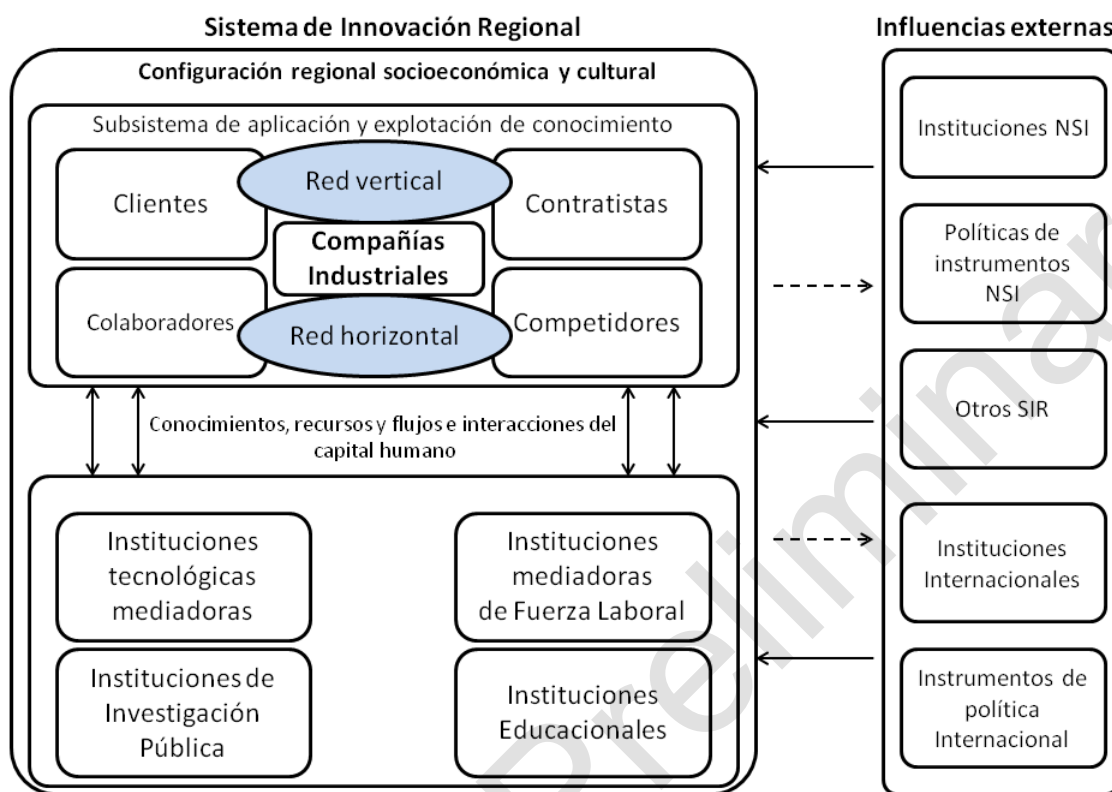 Sistema de Innovación Regional
Configuración regional socioeconómica y cultural
Subsistema de aplicación y explotación de conocimiento
Clientes
Red vertical
Contratistas
Compañías
Industriales
Colaboradores
Red horizontal
Competidores
Conocimientos, recursos y flujos e interacciones del
capital humano
Instituciones
tecnológicas
mediadoras
Instituciones
mediadoras
de Fuerza Laboral
Instituciones de
Investigación
Pública
Instituciones
Educacionales
Influencias externas
Instituciones NSI
Políticas de
instrumentos
NSI
Otros SIR
Instituciones
Internacionales
Instrumentos de
política
Internacional
Preliminar